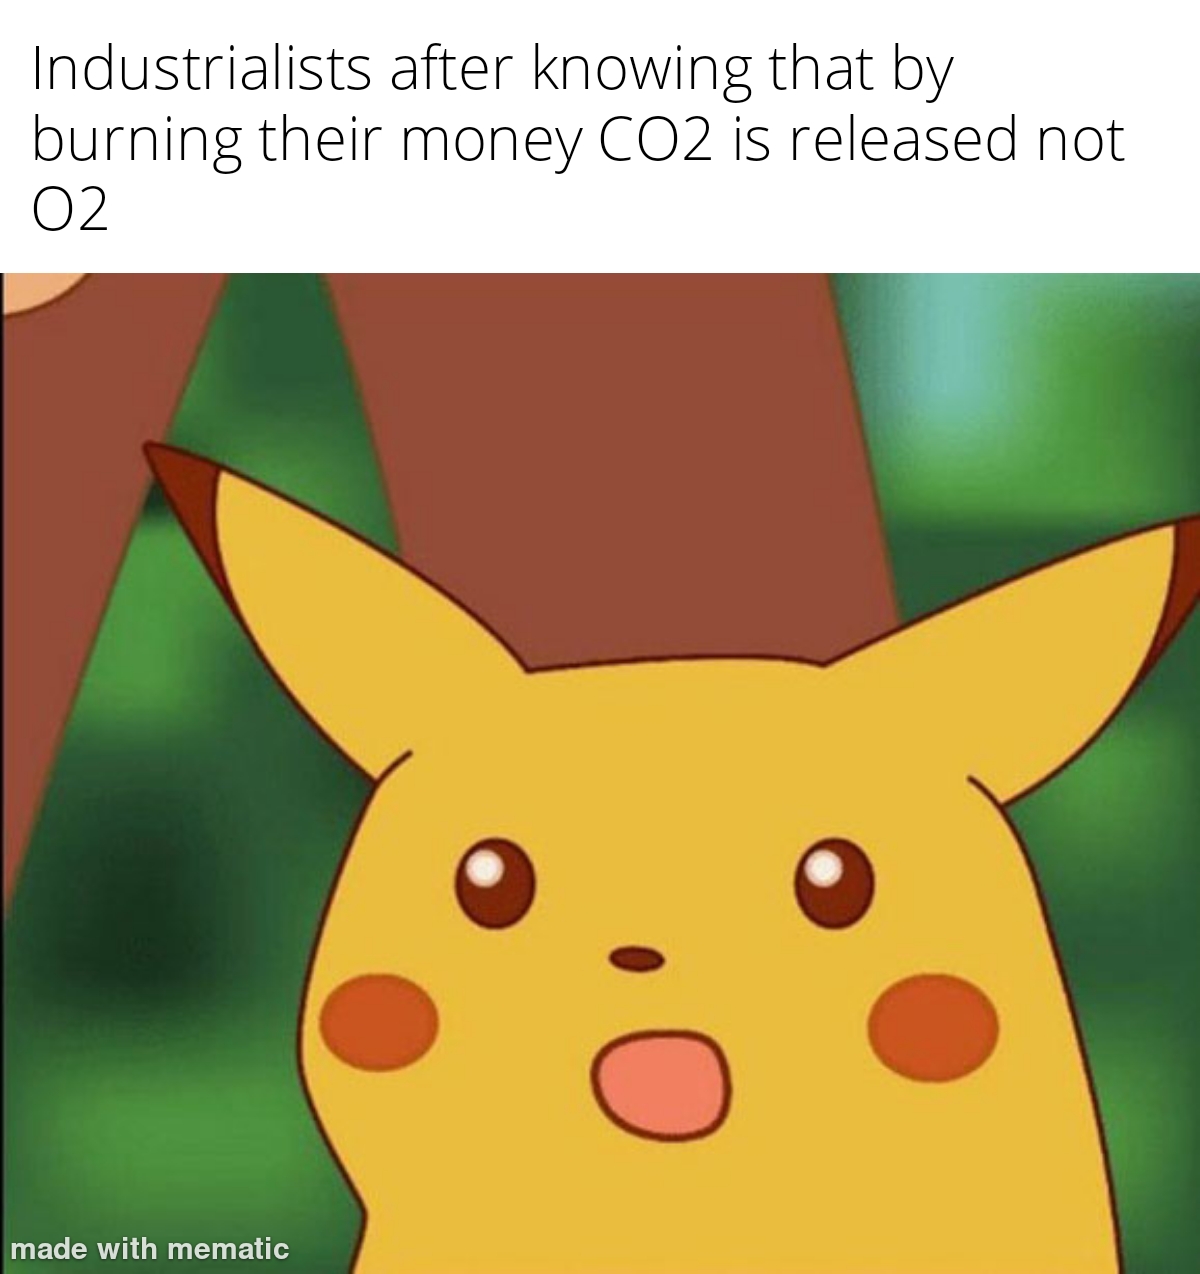 Industrialists after knowing that by
burning their money CO2 is released not
O2
made with mematic